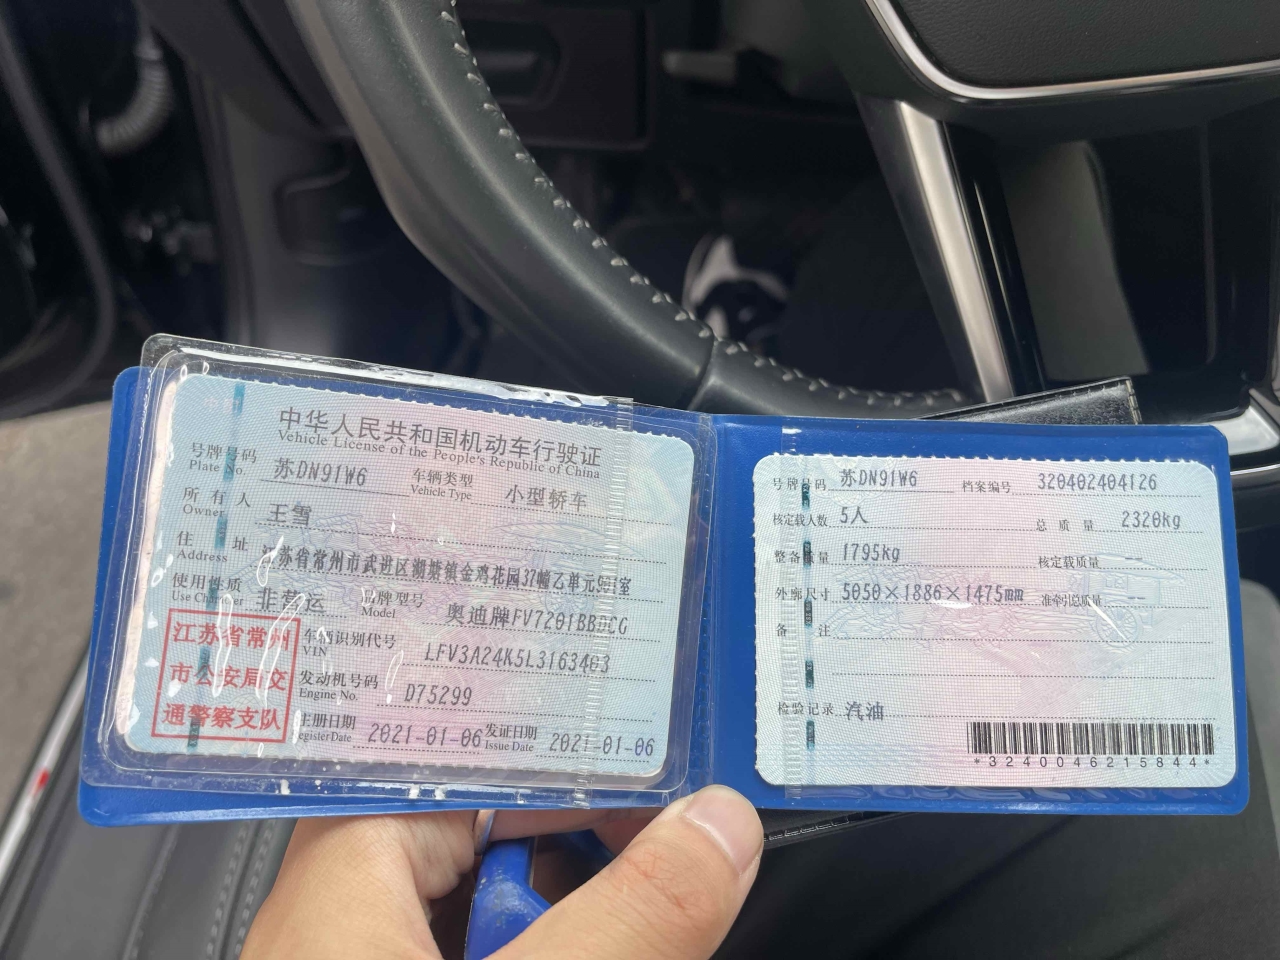 中华人民共和国机动车行驶证
Vehicle License of the People's Republic of China
号牌号码 苏DN91W6 车辆类型 小型轿车
Plate No. Vehicle Type
所有人 王雪
Owner
住址 江苏省常州市武进区湖塘镇金鸡花园37幢乙单元 室
Address
使用性质 非营运 品牌型号 奥迪牌FV7201BBDCG
Use Character Model
江苏省常州
市公安局交
通警察支队
车辆识别代号 LFV3A24K5L3163403
VIN
发动机号码 D75299
Engine No.
注册日期 2021-01-06 发证日期 2021-01-06
Register Date Issue Date
号牌号码 苏DN91W6 档案编号 320402404126
核定载人数 5人 总质量 2320kg
整备质量 1795kg 核定载质量 --
外廓尺寸 5050×1886×1475mm 准牵引总质量 --
备注
检验记录 汽油
*3240046215844*